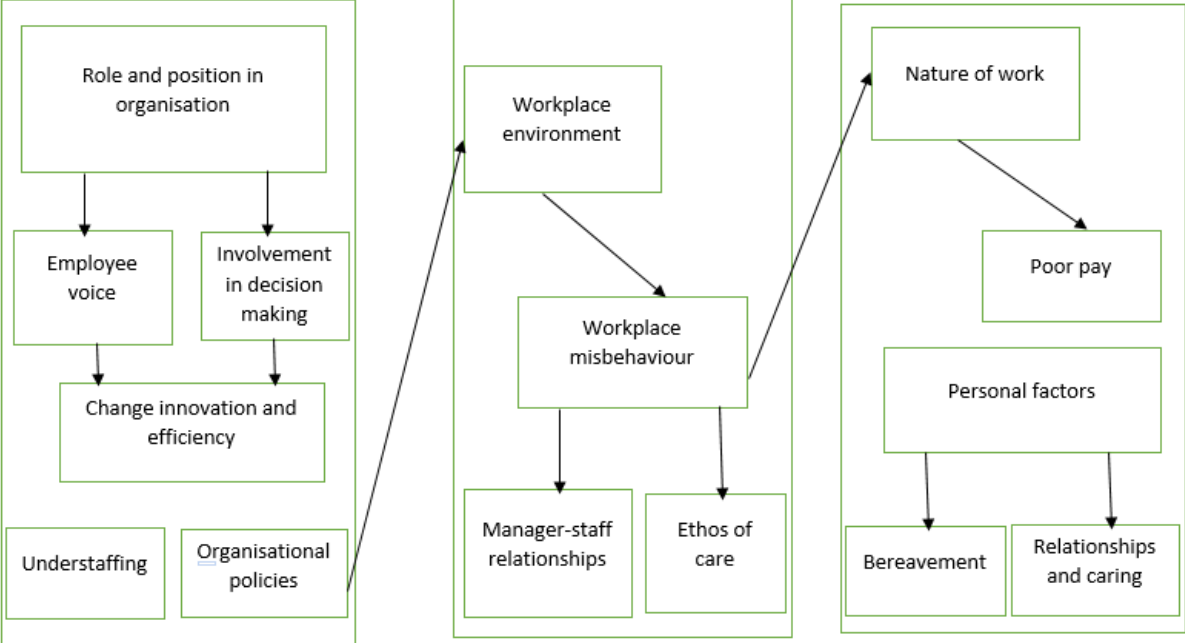 Role and position in
organisation
Employee
voice
Involvement
in decision
making
Change innovation and
efficiency
Understaffing
Organisational
policies
Workplace
environment
Workplace
misbehaviour
Manager-staff
relationships
Ethos of
care
Nature of work
Poor pay
Personal factors
Bereavement
Relationships
and caring